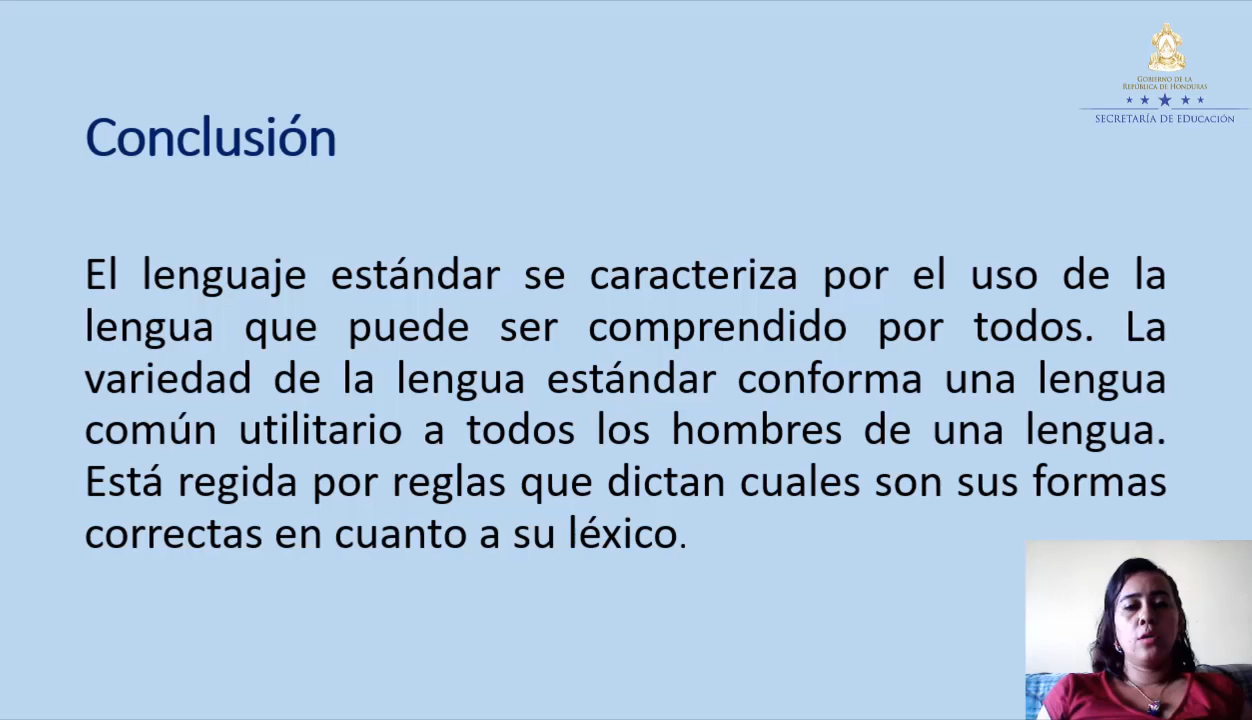 GOBIERNO DE LA
REPÚBLICA DE HONDURAS
SECRETARÍA DE EDUCACIÓN
Conclusión
El lenguaje estándar se caracteriza por el uso de la
lengua que puede ser comprendido por todos. La
variedad de la lengua estándar conforma una lengua
común utilitario a todos los hombres de una lengua.
Está regida por reglas que dictan cuales son sus formas
correctas en cuanto a su léxico.